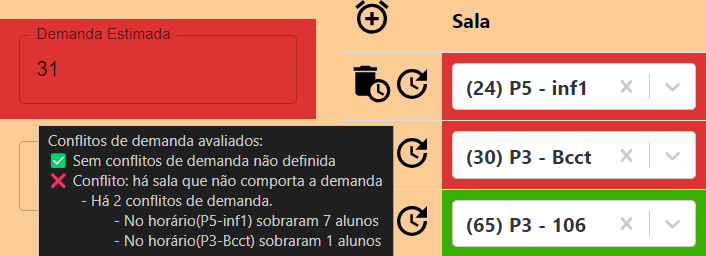 Demanda Estimada
31
Sala
(24) P5 - inf1
(30) P3 - Bcct
(65) P3 - 106
Conflitos de demanda avaliados:
✅ Sem conflitos de demanda não definida
❌ Conflito: há sala que não comporta a demanda
- Há 2 conflitos de demanda.
- No horário(P5-inf1) sobraram 7 alunos
- No horário(P3-Bcct) sobraram 1 alunos